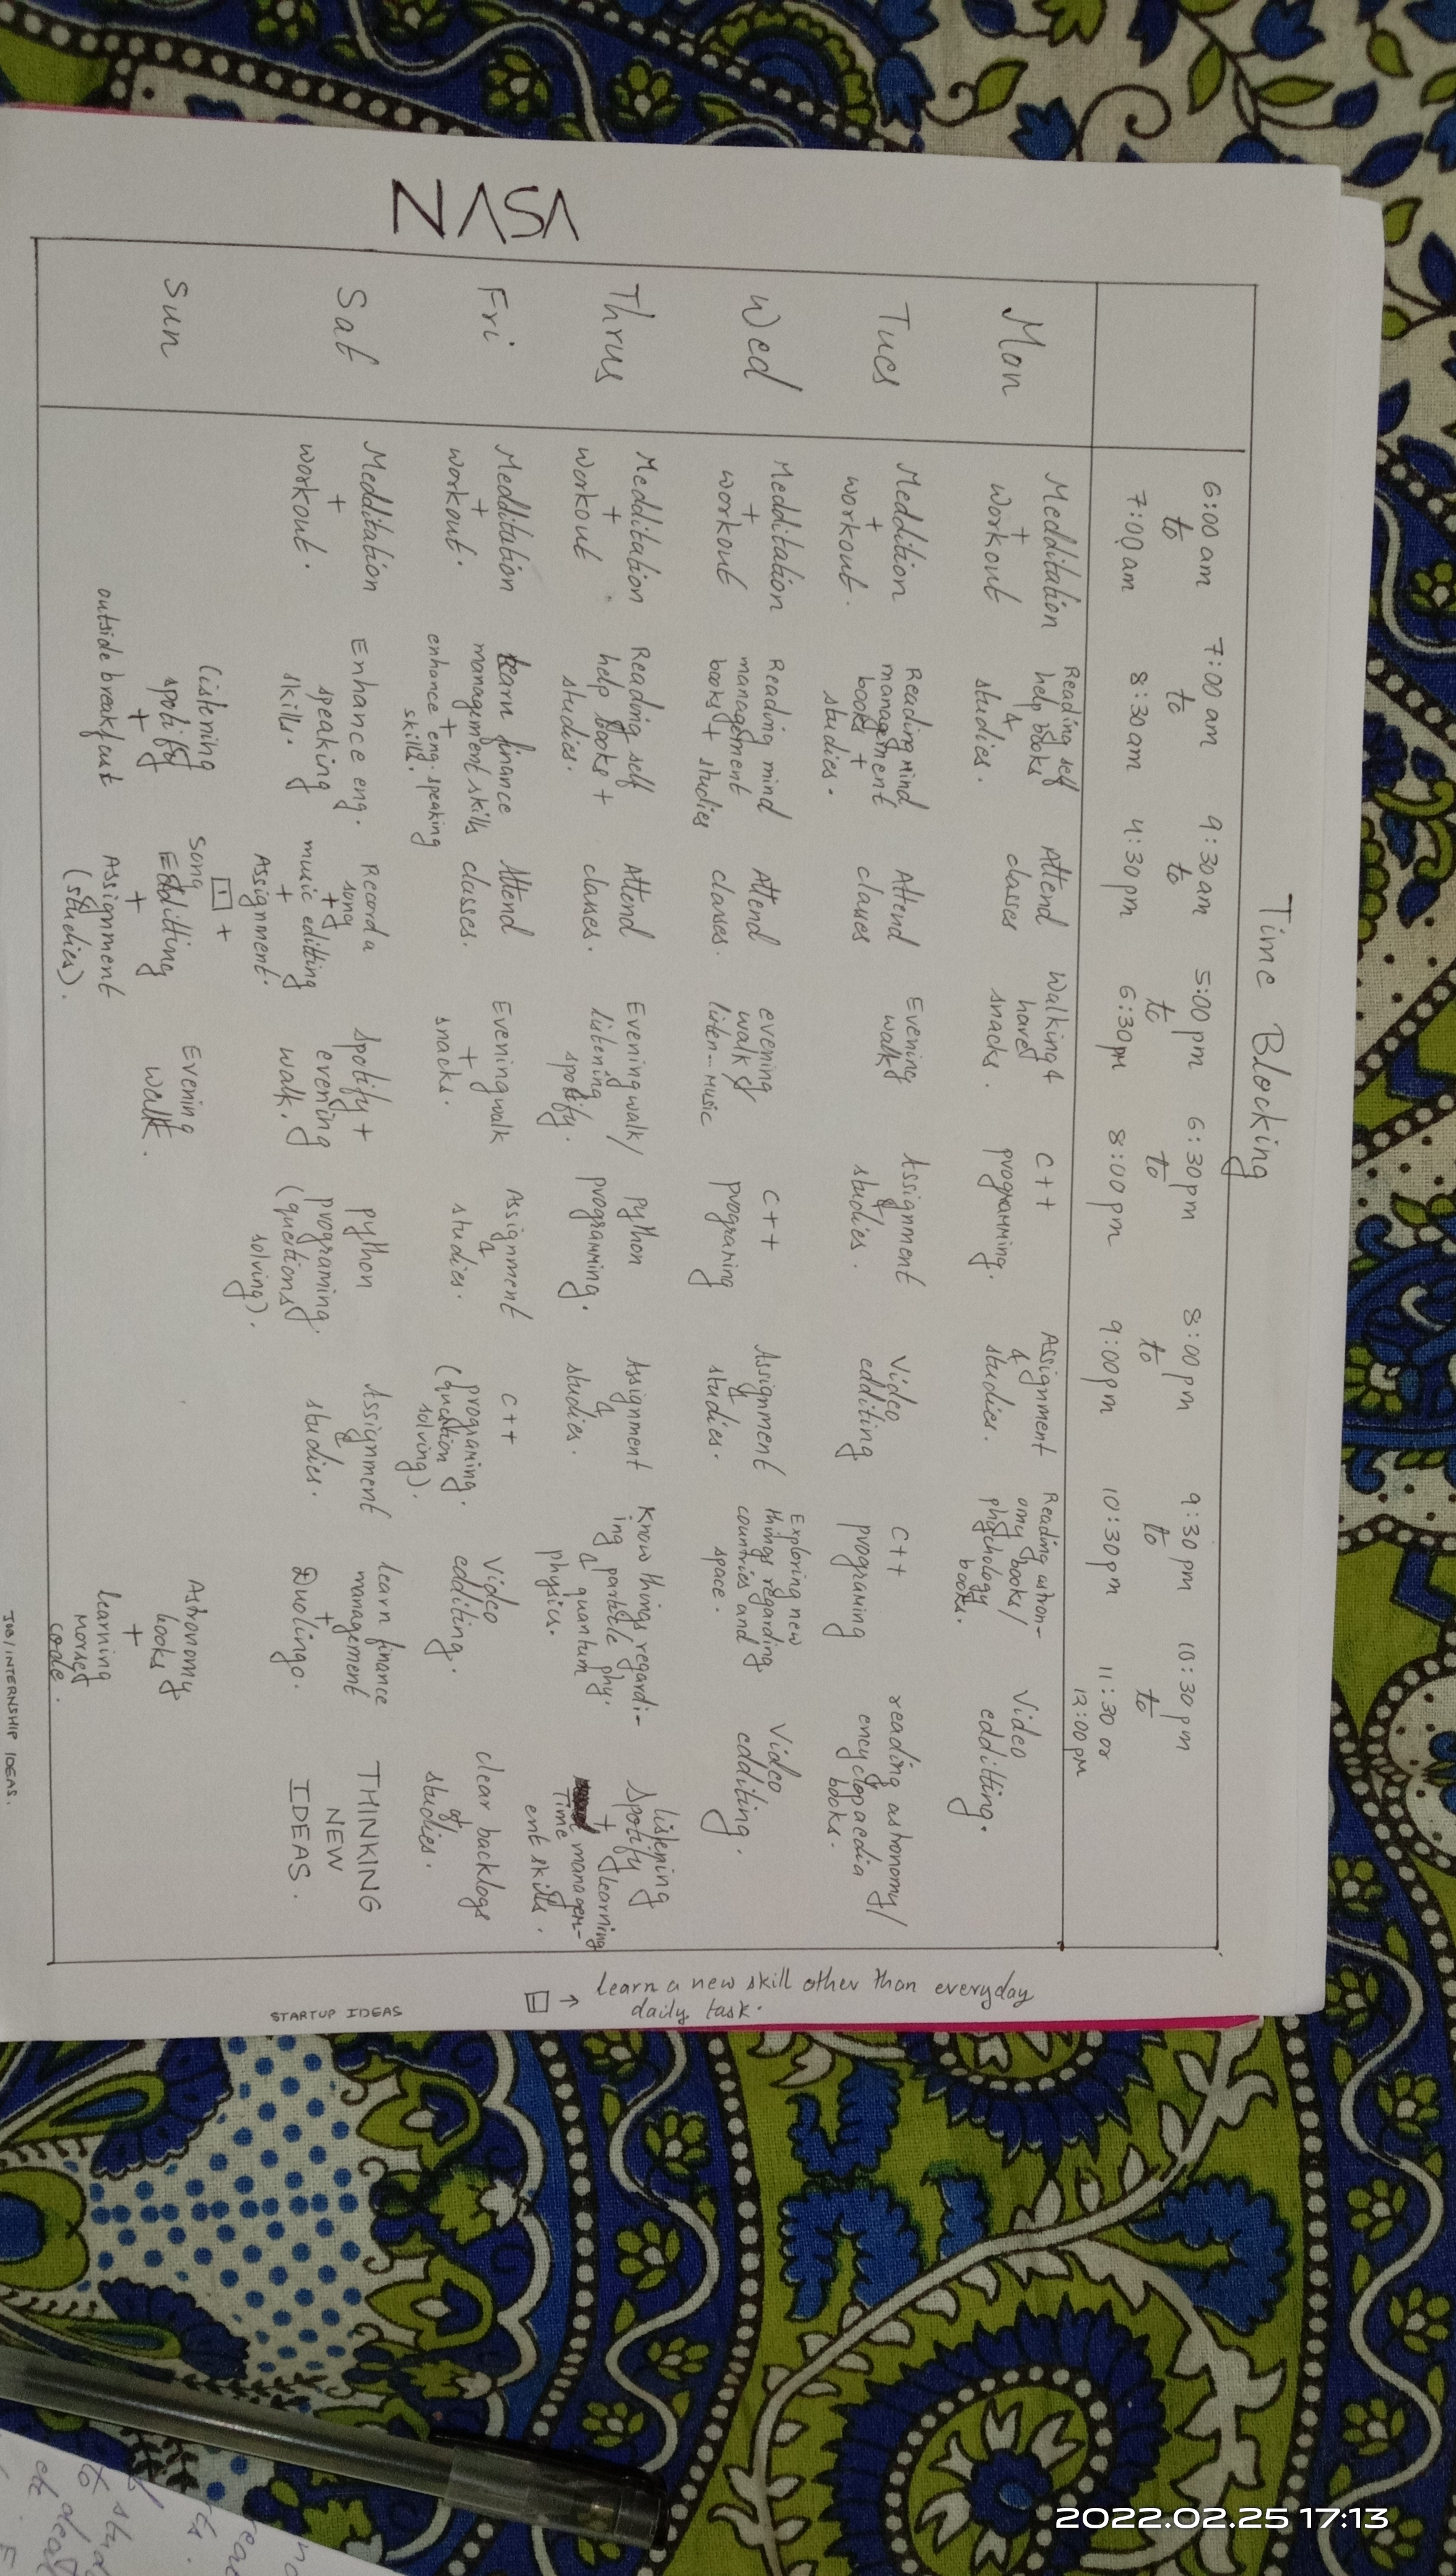 Time Blocking
6:00 am
to
7:00 am
7:00 am
to
8:30 am
9:30 am
to
4:30 pm
5:00 pm
to
6:30 pm
6:30 pm
to
8:00 pm
8:00 pm
to
9:00 pm
9:30 pm
to
10:30 pm
10:30 pm
to
11:30 or
12:00 pm
Mon
Medditation
+
workout
Reading self
help books
&
studies.
Attend
classes
Walking &
have
snacks.
C++
programming.
Assignment
&
studies.
Reading astron-
omy books/
phychology
books.
Video
edditting.
Tues
Meddition
+
workout.
Reading mind
management
books +
studies.
Attend
classes
Evening
walk
Assignment
&
studies.
Video
edditing
C++
programing
reading astronomy/
encyclopaedia
books.
Wed
Medditation
+
workout
Reading mind
management
books + studies
Attend
classes.
evening
walk &
listen--music
C++
programing
Assignment
&
studies.
Exploring new
things regarding
countries and
space.
Video
edditing.
Thrus
Medditation
+
workout
Reading self
help books +
studies.
Attend
classes.
Evening walk/
listening
spotify.
python
programming.
Assignment
&
studies.
Know things regardi-
ing particle phy.
& quantum
physics.
listening
spotify
+ learning
Time managem-
ent skills.
Fri
Medditation
+
workout.
learn finance
management skills
+
enhance eng. speaking
skills.
Attend
classes.
Evening walk
+
snacks.
Assignment
&
studies.
C++
programing.
(question
solving).
Video
edditing.
clear backlogs
of
studies.
Sat
Medditation
+
workout.
Enhance eng.
speaking
skills.
Record a
song
+
music editting
+
Assignment.
spotify +
evening
walk.
python
programing.
(questions
solving).
Assignment
&
studies.
learn finance
management
+
Duolingo.
THINKING
NEW
IDEAS.
Sun
listening
spotify
+
outside breakfast
song
Edditting
+
Assignment
(studies).
Evening
walk.
Astronomy
books
+
learning
morset
code.
NASA
→ learn a new skill other than everyday
daily task.
STARTUP IDEAS
JOB/INTERNSHIP IDEAS.
2022.02.25 17:13